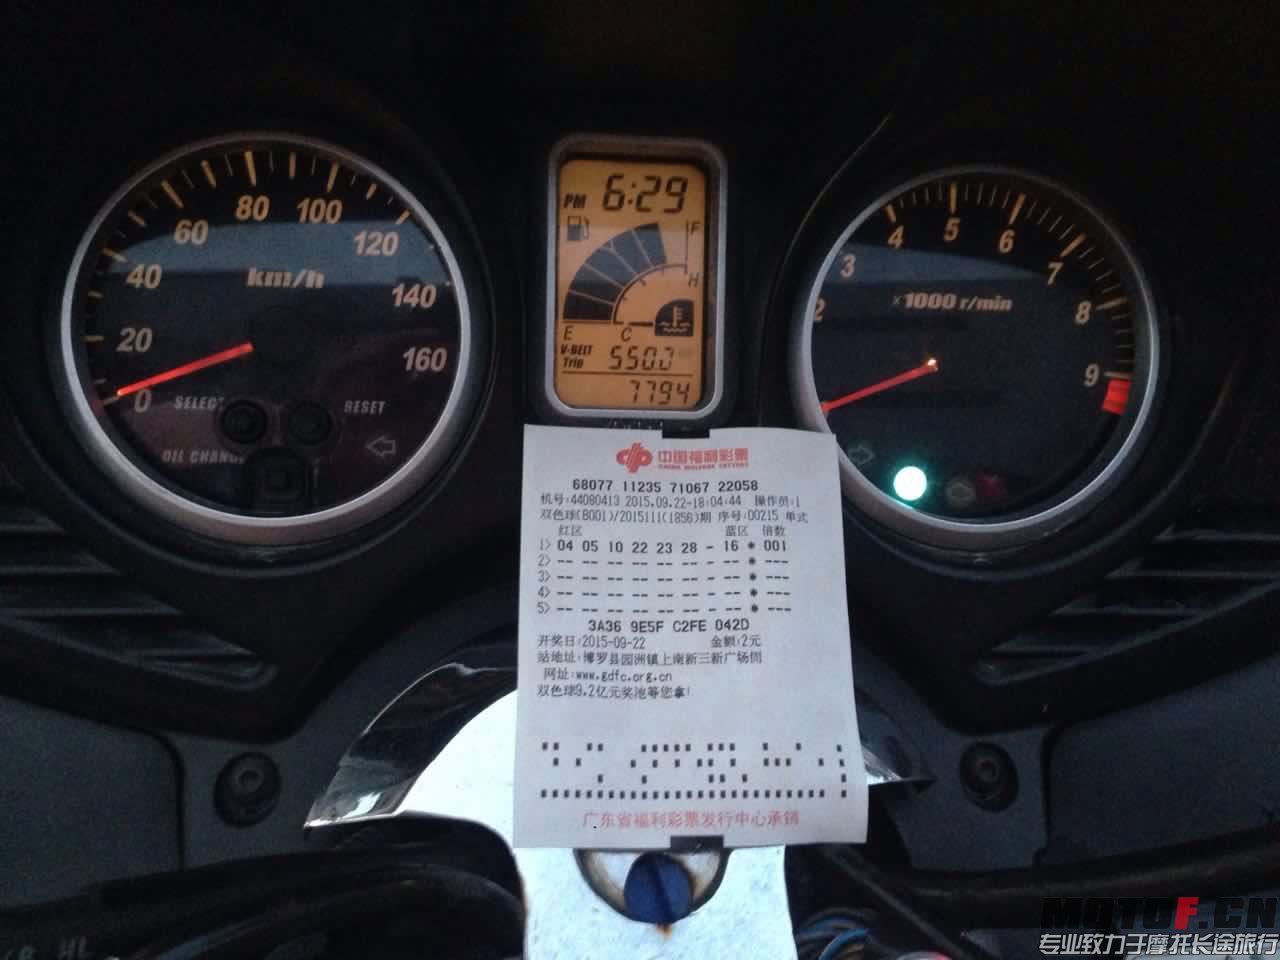 80 100
60 120
40 140
20 160
0
km/h
SELECT RESET
OIL CHANGE
PM 6:29
F
H
E C
V-BELT
Trip 550.0
7794
4 5 6
3 7
2 8
9
x1000 r/min
中国福利彩票
CHINA WELFARE LOTTERY
68077 11235 71067 22058
机号:44080413 2015.09.22-18:04:44 操作员:1
双色球(B001)/2015111(1856)期 序号:00215 单式
红区 蓝区 倍数
1> 04 05 10 22 23 28 - 16 * 001
2> -- -- -- -- -- -- - -- * ---
3> -- -- -- -- -- -- - -- * ---
4> -- -- -- -- -- -- - -- * ---
5> -- -- -- -- -- -- - -- * ---
3A36 9E5F C2FE 042D
开奖日:2015-09-22 金额:2元
站地址:博罗县园洲镇上南新三新广场侧
网址:www.gdfc.org.cn
双色球9.2亿元奖池等您拿!
广东省福利彩票发行中心承销
MOTOF.CN
专业致力于摩托长途旅行